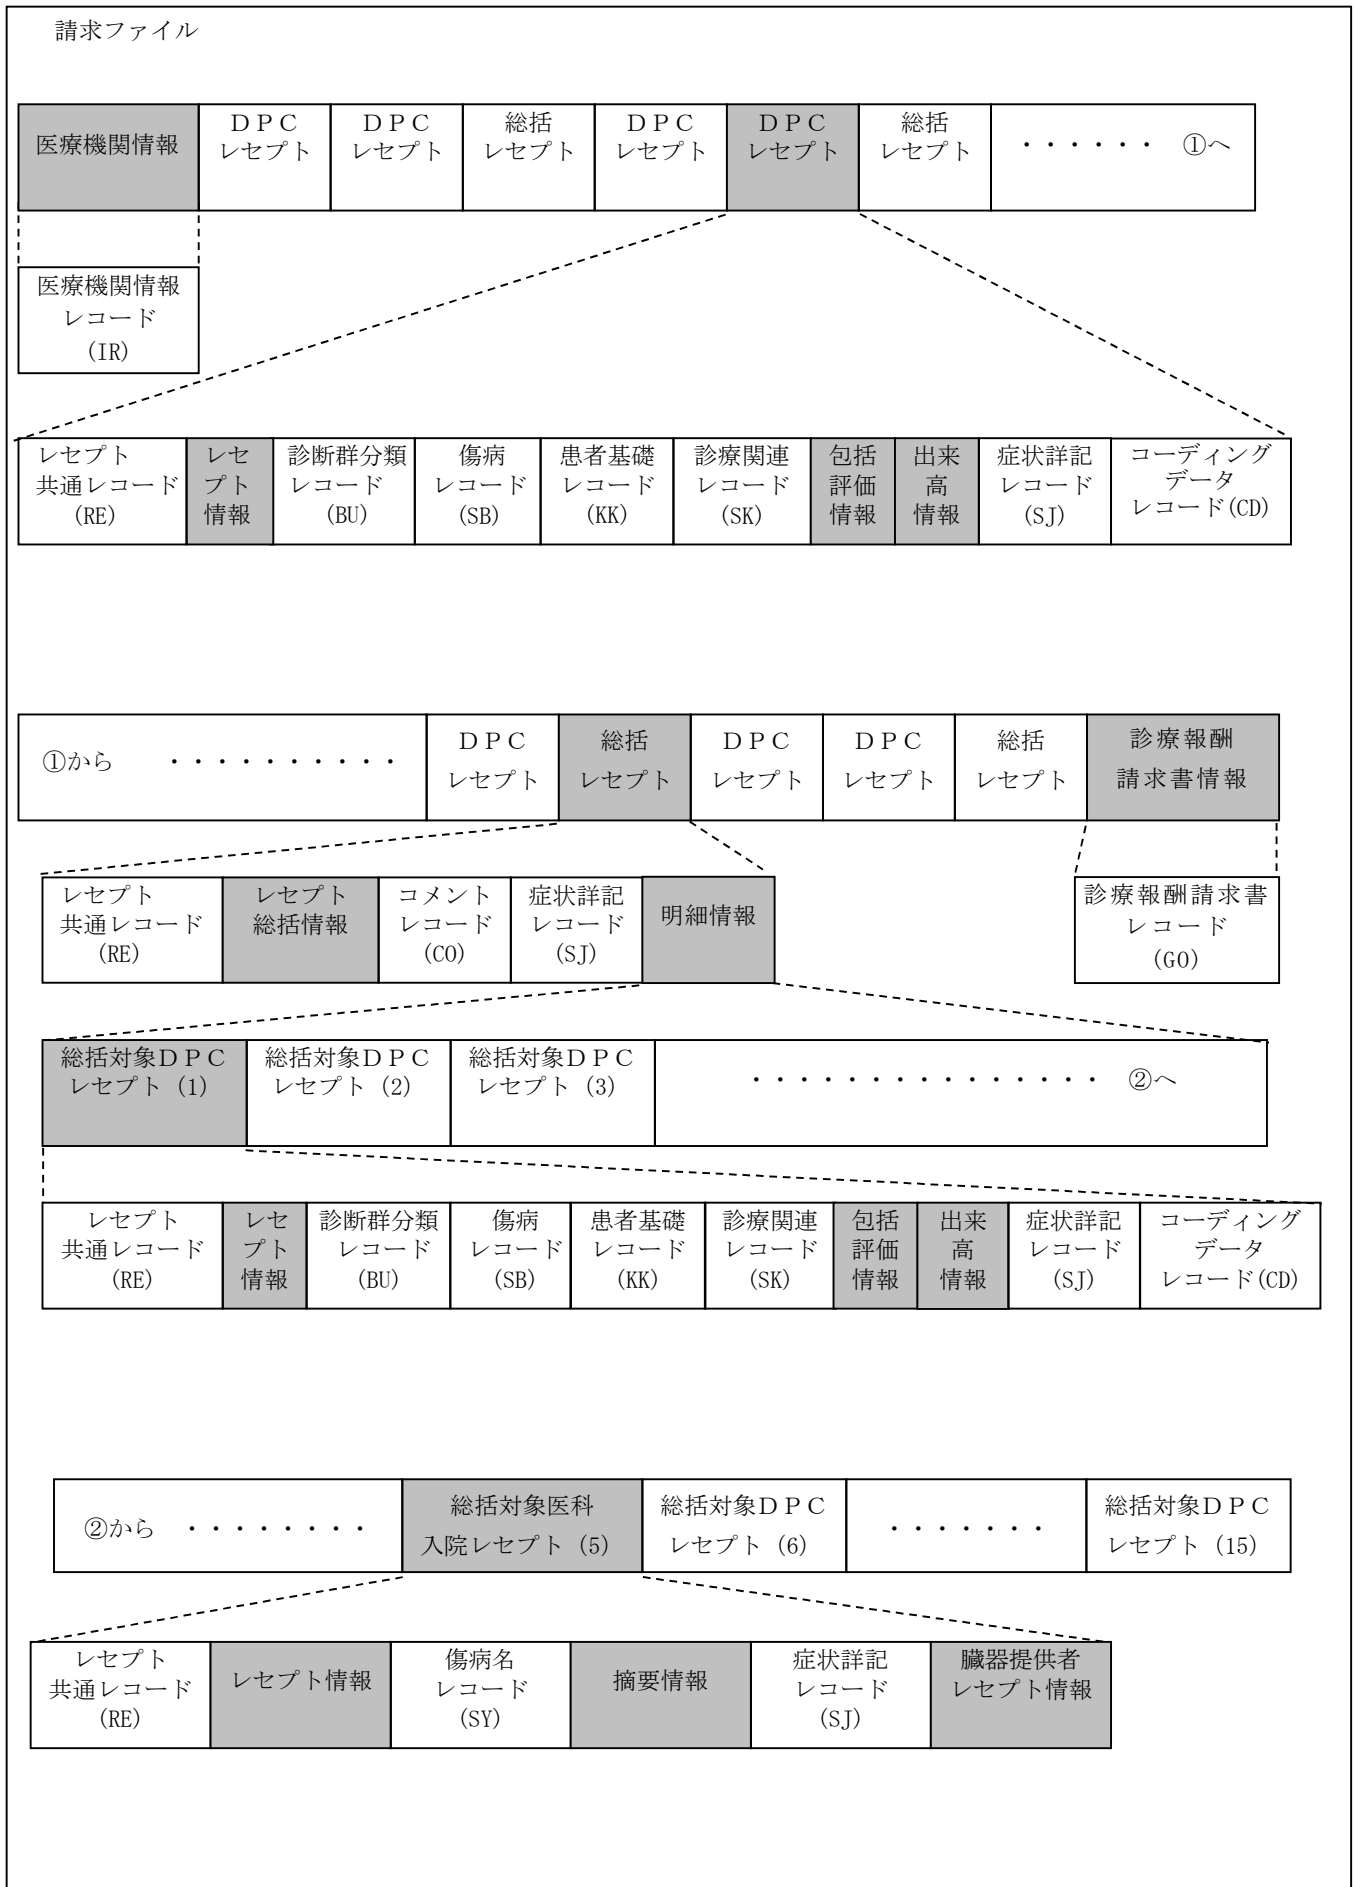 請求ファイル
医療機関情報
ＤＰＣ
レセプト
ＤＰＣ
レセプト
総括
レセプト
ＤＰＣ
レセプト
ＤＰＣ
レセプト
総括
レセプト
・・・・・・ ①へ
医療機関情報
レコード
(IR)
レセプト
共通レコード
(RE)
レセ
プト
情報
診断群分類
レコード
(BU)
傷病
レコード
(SB)
患者基礎
レコード
(KK)
診療関連
レコード
(SK)
包括
評価
情報
出来
高
情報
症状詳記
レコード
(SJ)
コーディング
データ
レコード(CD)
①から ・・・・・・・・・・
ＤＰＣ
レセプト
総括
レセプト
ＤＰＣ
レセプト
ＤＰＣ
レセプト
総括
レセプト
診療報酬
請求書情報
レセプト
共通レコード
(RE)
レセプト
総括情報
コメント
レコード
(CO)
症状詳記
レコード
(SJ)
明細情報
診療報酬請求書
レコード
(GO)
総括対象ＤＰＣ
レセプト (1)
総括対象ＤＰＣ
レセプト (2)
総括対象ＤＰＣ
レセプト (3)
・・・・・・・・・・・・・・・ ②へ
レセプト
共通レコード
(RE)
レセ
プト
情報
診断群分類
レコード
(BU)
傷病
レコード
(SB)
患者基礎
レコード
(KK)
診療関連
レコード
(SK)
包括
評価
情報
出来
高
情報
症状詳記
レコード
(SJ)
コーディング
データ
レコード(CD)
②から ・・・・・・・・
総括対象医科
入院レセプト (5)
総括対象ＤＰＣ
レセプト (6)
・・・・・・・
総括対象ＤＰＣ
レセプト (15)
レセプト
共通レコード
(RE)
レセプト情報
傷病名
レコード
(SY)
摘要情報
症状詳記
レコード
(SJ)
臓器提供者
レセプト情報